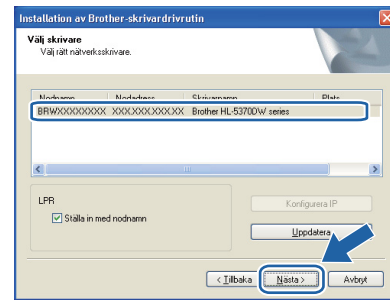 Installation av Brother-skrivardrivrutin
Välj skrivare
Välj rätt nätverksskrivare.
Nodnamn Nodadress Skrivarnamn Plats
BRWXXXXXXXX XXX.XXX.XXX.XX Brother HL-5370DW series
LPR
Ställa in med nodnamn
Konfigurera IP
Uppdatera
< Tillbaka Nästa > Avbryt